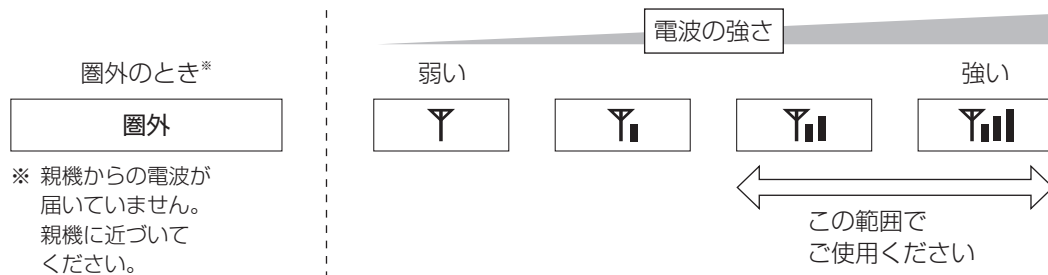 電波の強さ
圏外のとき※
弱い
強い
圏外
※ 親機からの電波が
届いていません。
親機に近づいて
ください。
この範囲で
ご使用ください